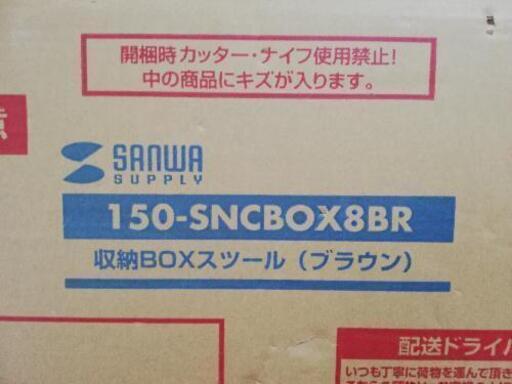 開梱時カッター・ナイフ使用禁止!
中の商品にキズが入ります。
SANWA
SUPPLY
150-SNCBOX8BR
収納BOXスツール（ブラウン）
配送ドライバ
いつも丁寧に荷物を運んで頂き